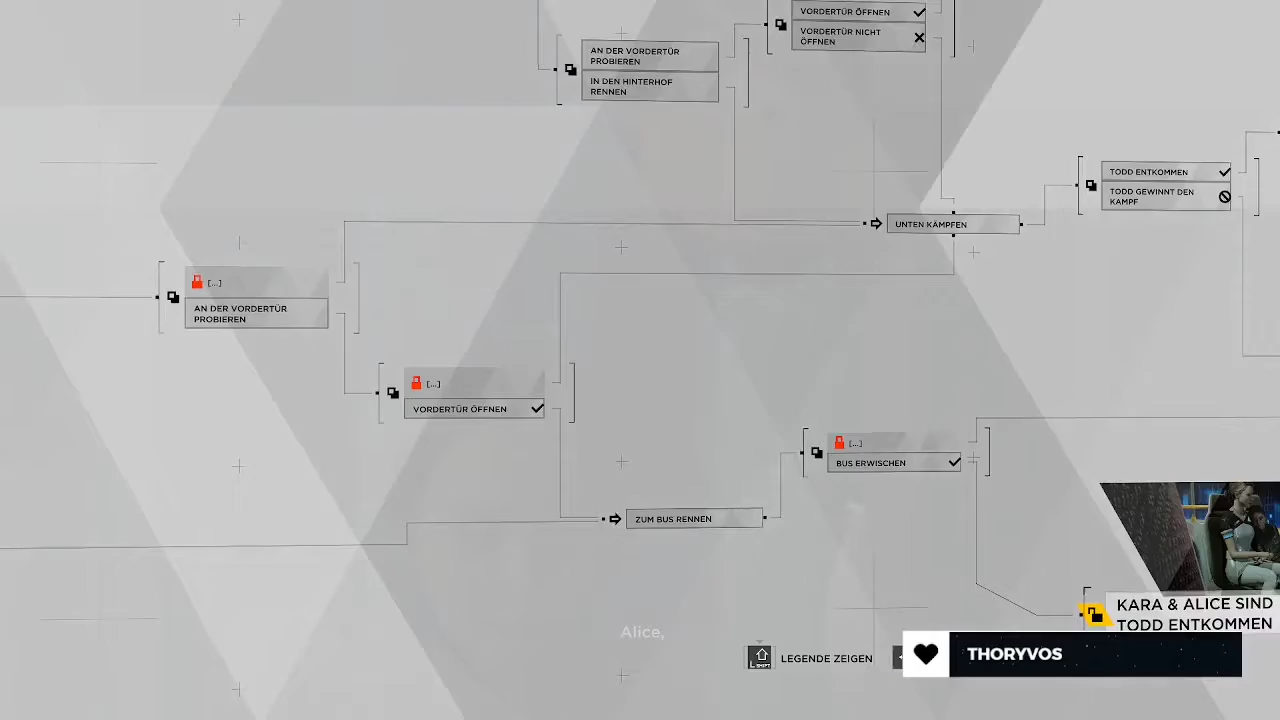 VORDERTÜR ÖFFNEN
VORDERTÜR NICHT
ÖFFNEN
AN DER VORDERTÜR
PROBIEREN
IN DEN HINTERHOF
RENNEN
TODD ENTKOMMEN
TODD GEWINNT DEN
KAMPF
UNTEN KÄMPFEN
[...]
AN DER VORDERTÜR
PROBIEREN
[...]
VORDERTÜR ÖFFNEN
[...]
BUS ERWISCHEN
ZUM BUS RENNEN
KARA & ALICE SIND
TODD ENTKOMMEN
Alice,
L SHIFT
LEGENDE ZEIGEN
THORYVOS